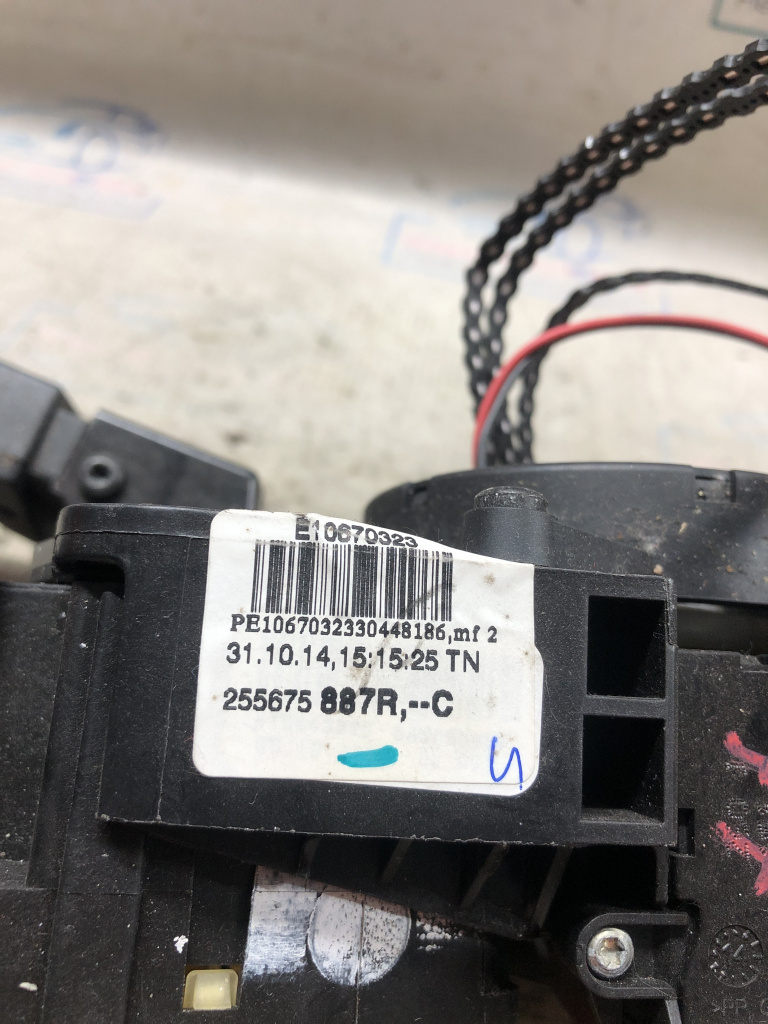 E10670323
PE1067032330448186,mf 2
31.10.14,15:15:25 TN
255675 887R,--C